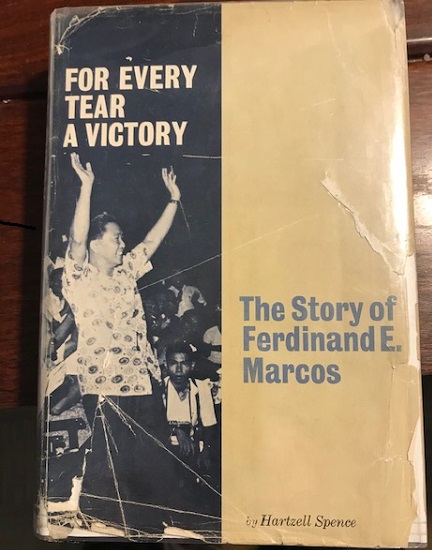 FOR EVERY
TEAR
A VICTORY
The Story of
Ferdinand E.
Marcos
by Hartzell Spence